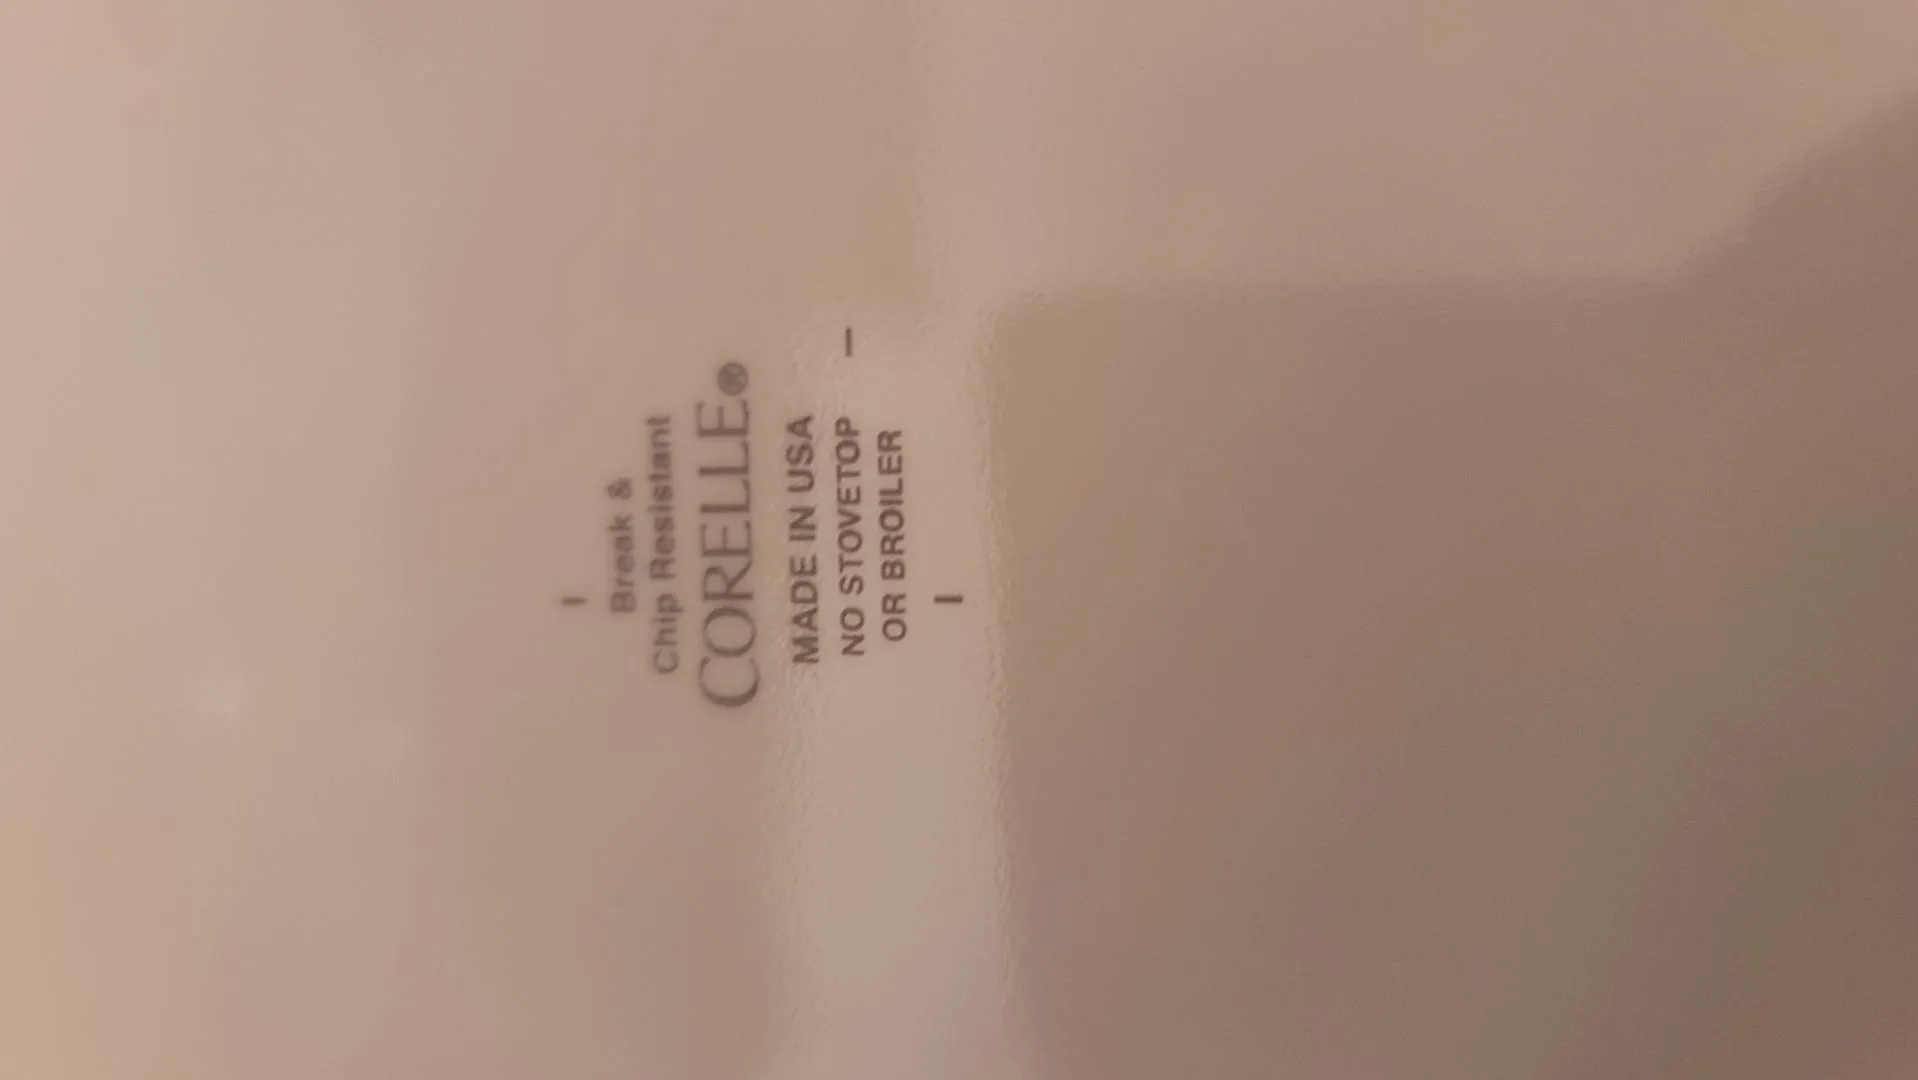 Break &
Chip Resistant
CORELLE®
MADE IN USA
NO STOVETOP
OR BROILER